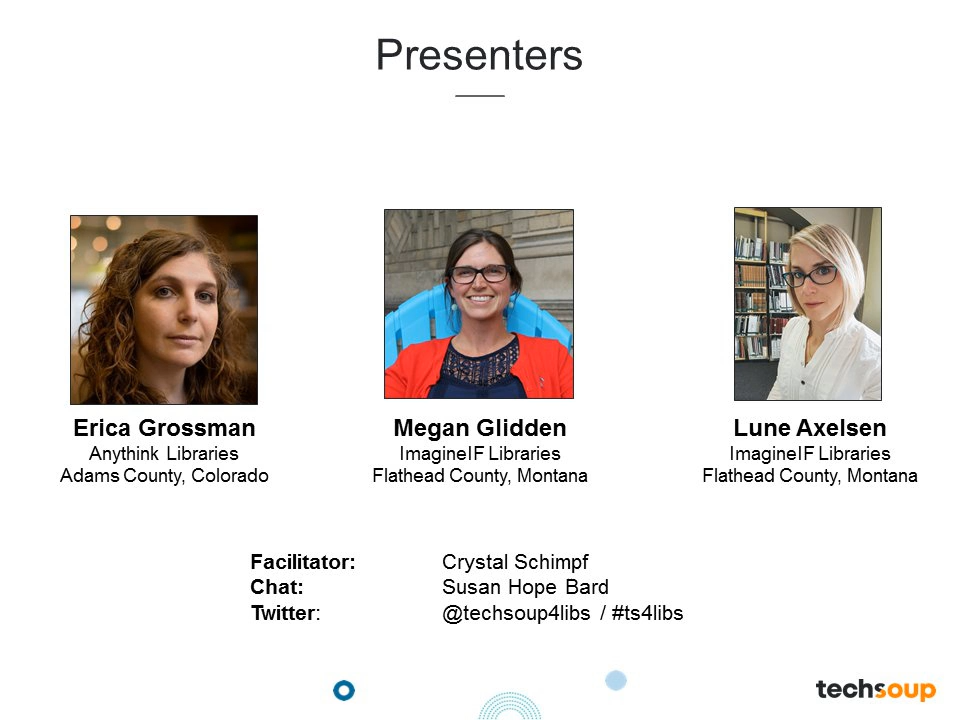 Presenters
Erica Grossman
Anythink Libraries
Adams County, Colorado
Megan Glidden
ImagineIF Libraries
Flathead County, Montana
Lune Axelsen
ImagineIF Libraries
Flathead County, Montana
Facilitator: Crystal Schimpf
Chat: Susan Hope Bard
Twitter: @techsoup4libs / #ts4libs
techsoup